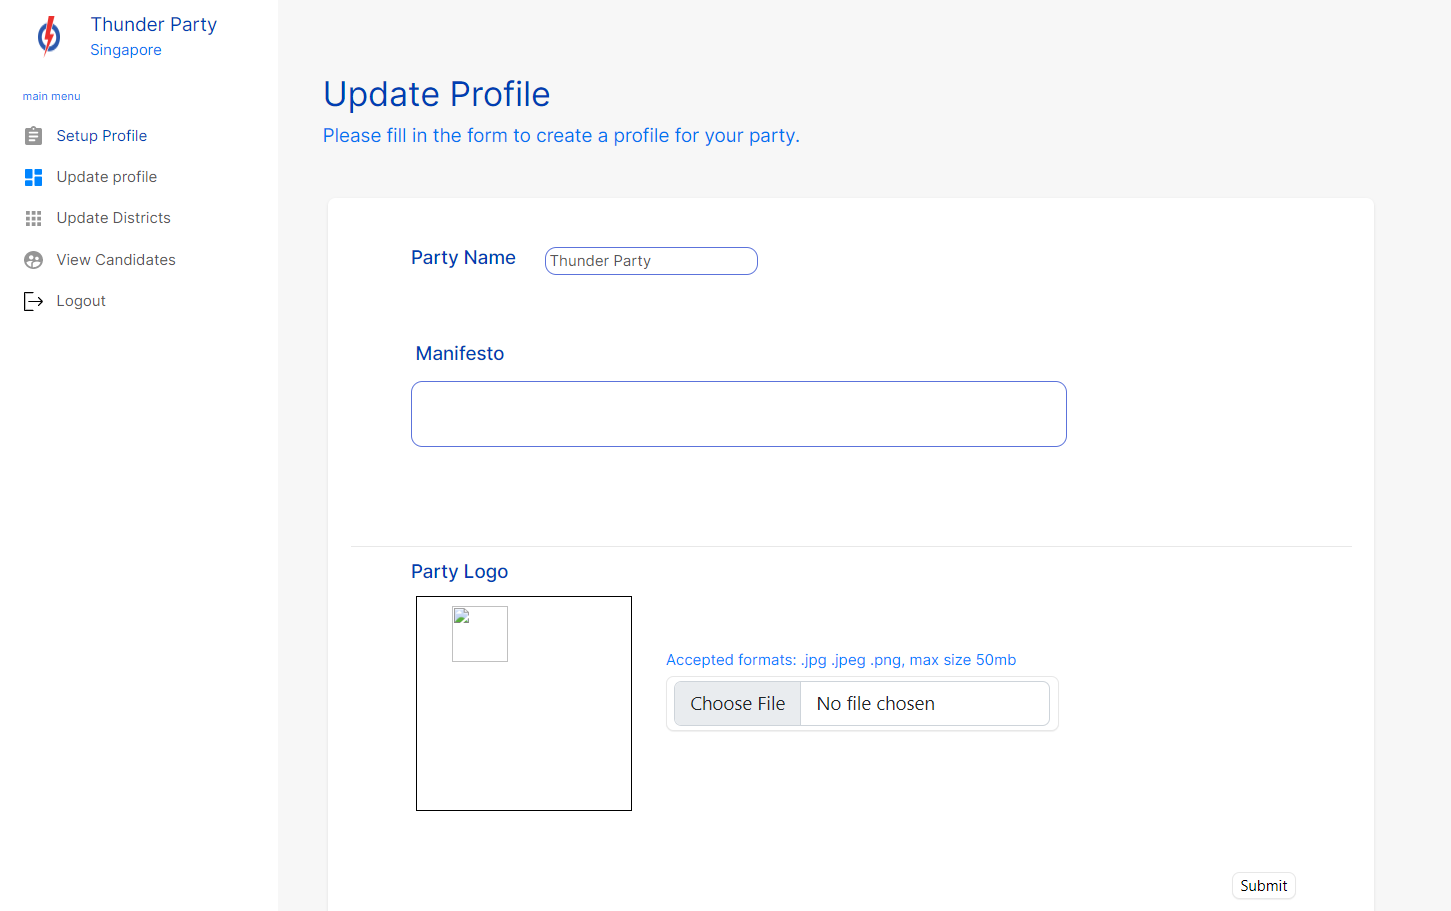 Thunder Party
Singapore
main menu
Setup Profile
Update profile
Update Districts
View Candidates
Logout
Update Profile
Please fill in the form to create a profile for your party.
Party Name
Thunder Party
Manifesto
Party Logo
Accepted formats: .jpg .jpeg .png, max size 50mb
Choose File No file chosen
Submit